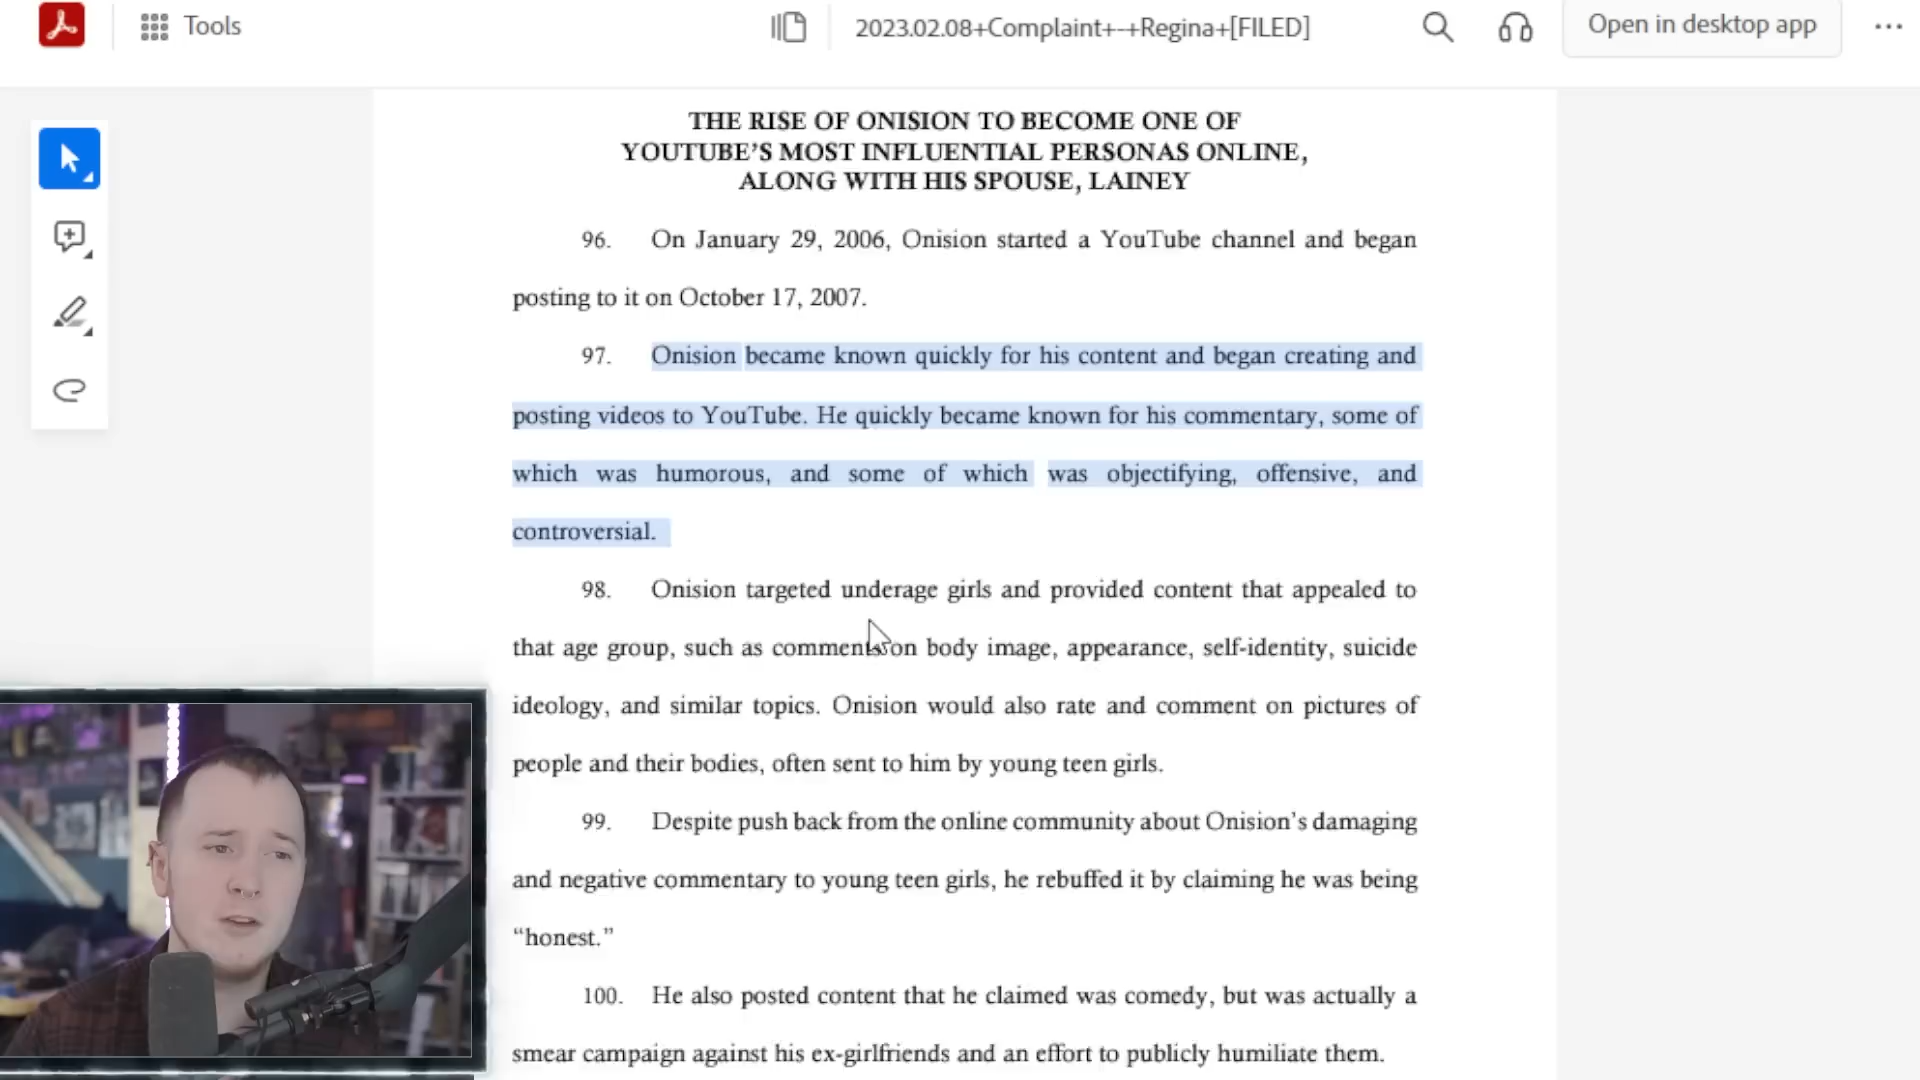 Tools
2023.02.08+Complaint+-+Regina+[FILED]
Open in desktop app
THE RISE OF ONISION TO BECOME ONE OF
YOUTUBE'S MOST INFLUENTIAL PERSONAS ONLINE,
ALONG WITH HIS SPOUSE, LAINEY
96. On January 29, 2006, Onision started a YouTube channel and began
posting to it on October 17, 2007.
97. Onision became known quickly for his content and began creating and
posting videos to YouTube. He quickly became known for his commentary, some of
which was humorous, and some of which was objectifying, offensive, and
controversial.
98. Onision targeted underage girls and provided content that appealed to
that age group, such as comments on body image, appearance, self-identity, suicide
ideology, and similar topics. Onision would also rate and comment on pictures of
people and their bodies, often sent to him by young teen girls.
99. Despite push back from the online community about Onision's damaging
and negative commentary to young teen girls, he rebuffed it by claiming he was being
“honest.”
100. He also posted content that he claimed was comedy, but was actually a
smear campaign against his ex-girlfriends and an effort to publicly humiliate them.